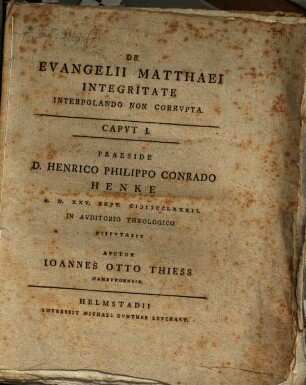 DE
EVANGELII MATTHAEI
INTEGRITATE
INTERPOLANDO NON CORRVPTA.
CAPVT I.
PRAESIDE
D. HENRICO PHILIPPO CONRADO
HENKE
A. D. XXV. SEPT. CIↃIↃCCLXXXII.
IN AVDITORIO THEOLOGICO
DISPVTABIT
AVCTOR
IOANNES OTTO THIESS
HAMBVRGENSIS.
HELMSTADII
IMPRESSIT MICHAEL GVNTHER LEVCKART.